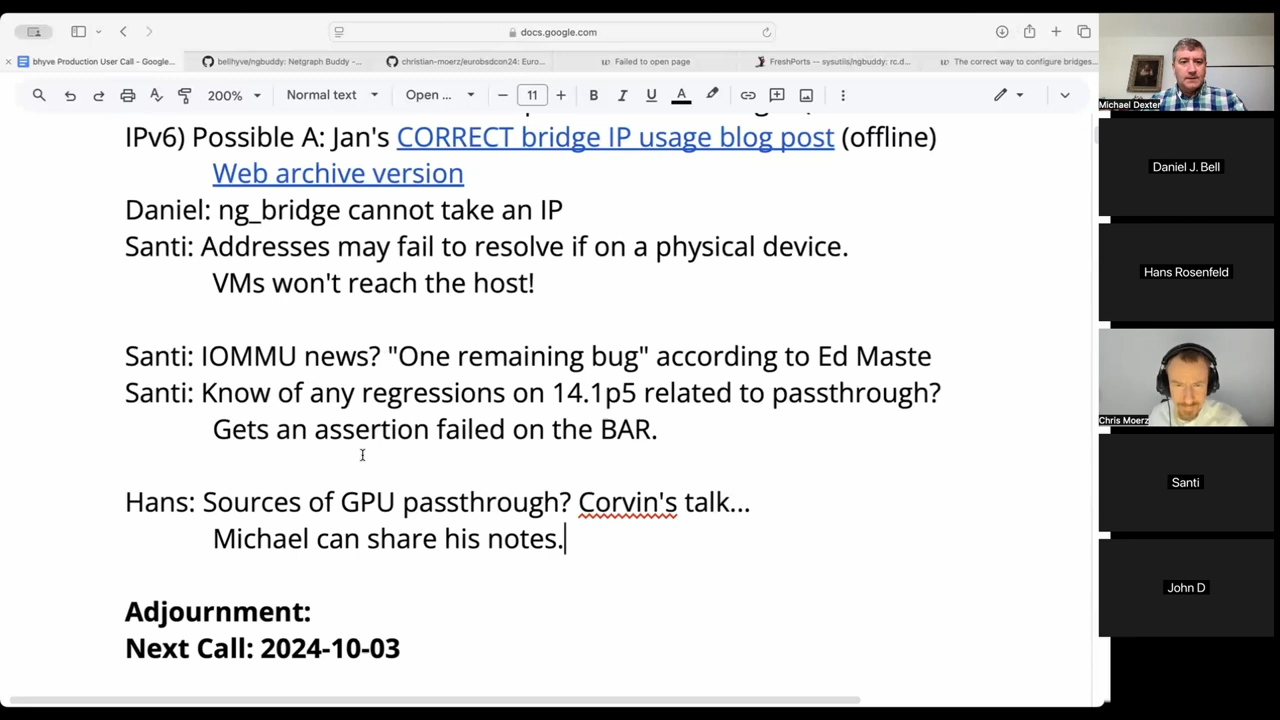 docs.google.com
bhyve Production User Call - Google...
bellhyve/ngbuddy: Netgraph Buddy -...
christian-moerz/eurobsdcon24: Euro...
Failed to open page
FreshPorts — sysutils/ngbuddy: rc.d...
The correct way to configure bridges...
200%
Normal text
Open ...
11
B
I
U
A
IPv6) Possible A: Jan's CORRECT bridge IP usage blog post (offline)
Web archive version
Daniel: ng_bridge cannot take an IP
Santi: Addresses may fail to resolve if on a physical device.
VMs won't reach the host!
Santi: IOMMU news? "One remaining bug" according to Ed Maste
Santi: Know of any regressions on 14.1p5 related to passthrough?
Gets an assertion failed on the BAR.
Hans: Sources of GPU passthrough? Corvin's talk...
Michael can share his notes.
Adjournment:
Next Call: 2024-10-03
Michael Dexter
Daniel J. Bell
Hans Rosenfeld
Chris Moerz
Santi
John D